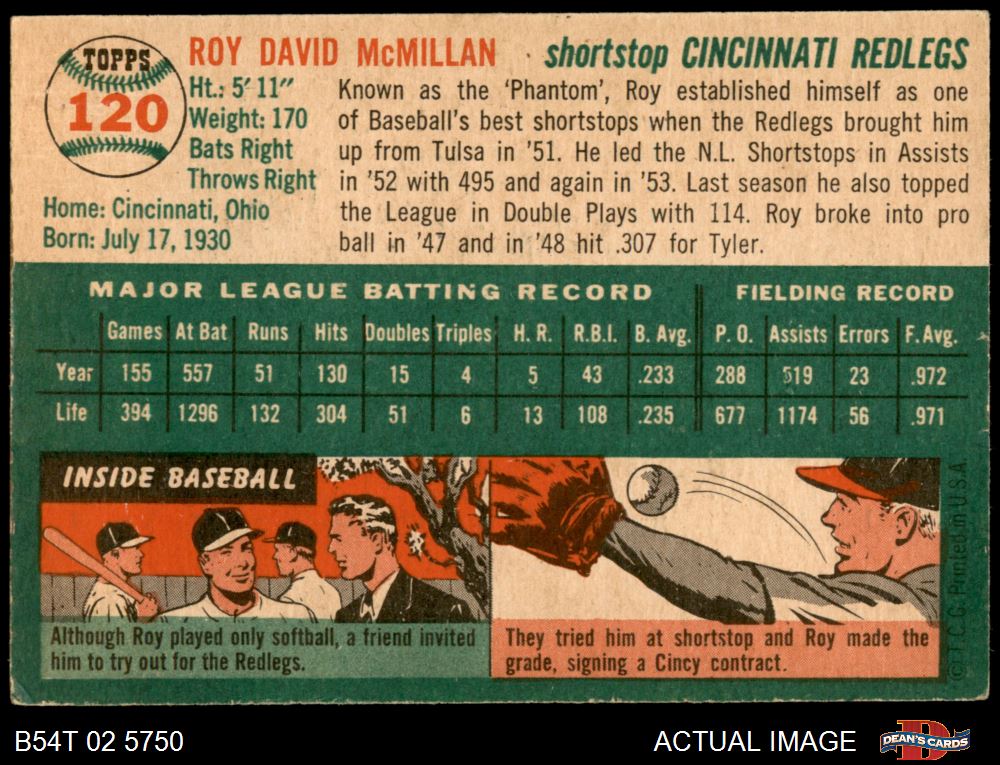 TOPPS
120
ROY DAVID McMILLAN
shortstop CINCINNATI REDLEGS
Ht.: 5' 11"
Weight: 170
Bats Right
Throws Right
Home: Cincinnati, Ohio
Born: July 17, 1930
Known as the 'Phantom', Roy established himself as one
of Baseball's best shortstops when the Redlegs brought him
up from Tulsa in '51. He led the N.L. Shortstops in Assists
in '52 with 495 and again in '53. Last season he also topped
the League in Double Plays with 114. Roy broke into pro
ball in '47 and in '48 hit .307 for Tyler.
MAJOR LEAGUE BATTING RECORD FIELDING RECORD
Games At Bat Runs Hits Doubles Triples H. R. R.B.I. B. Avg. P. O. Assists Errors F. Avg.
Year 155 557 51 130 15 4 5 43 .233 288 519 23 .972
Life 394 1296 132 304 51 6 13 108 .235 677 1174 56 .971
INSIDE BASEBALL
Although Roy played only softball, a friend invited
him to try out for the Redlegs.
They tried him at shortstop and Roy made the
grade, signing a Cincy contract.
© T. C. G. Printed in U.S.A
B54T 02 5750
ACTUAL IMAGE
DEAN'S CARDS